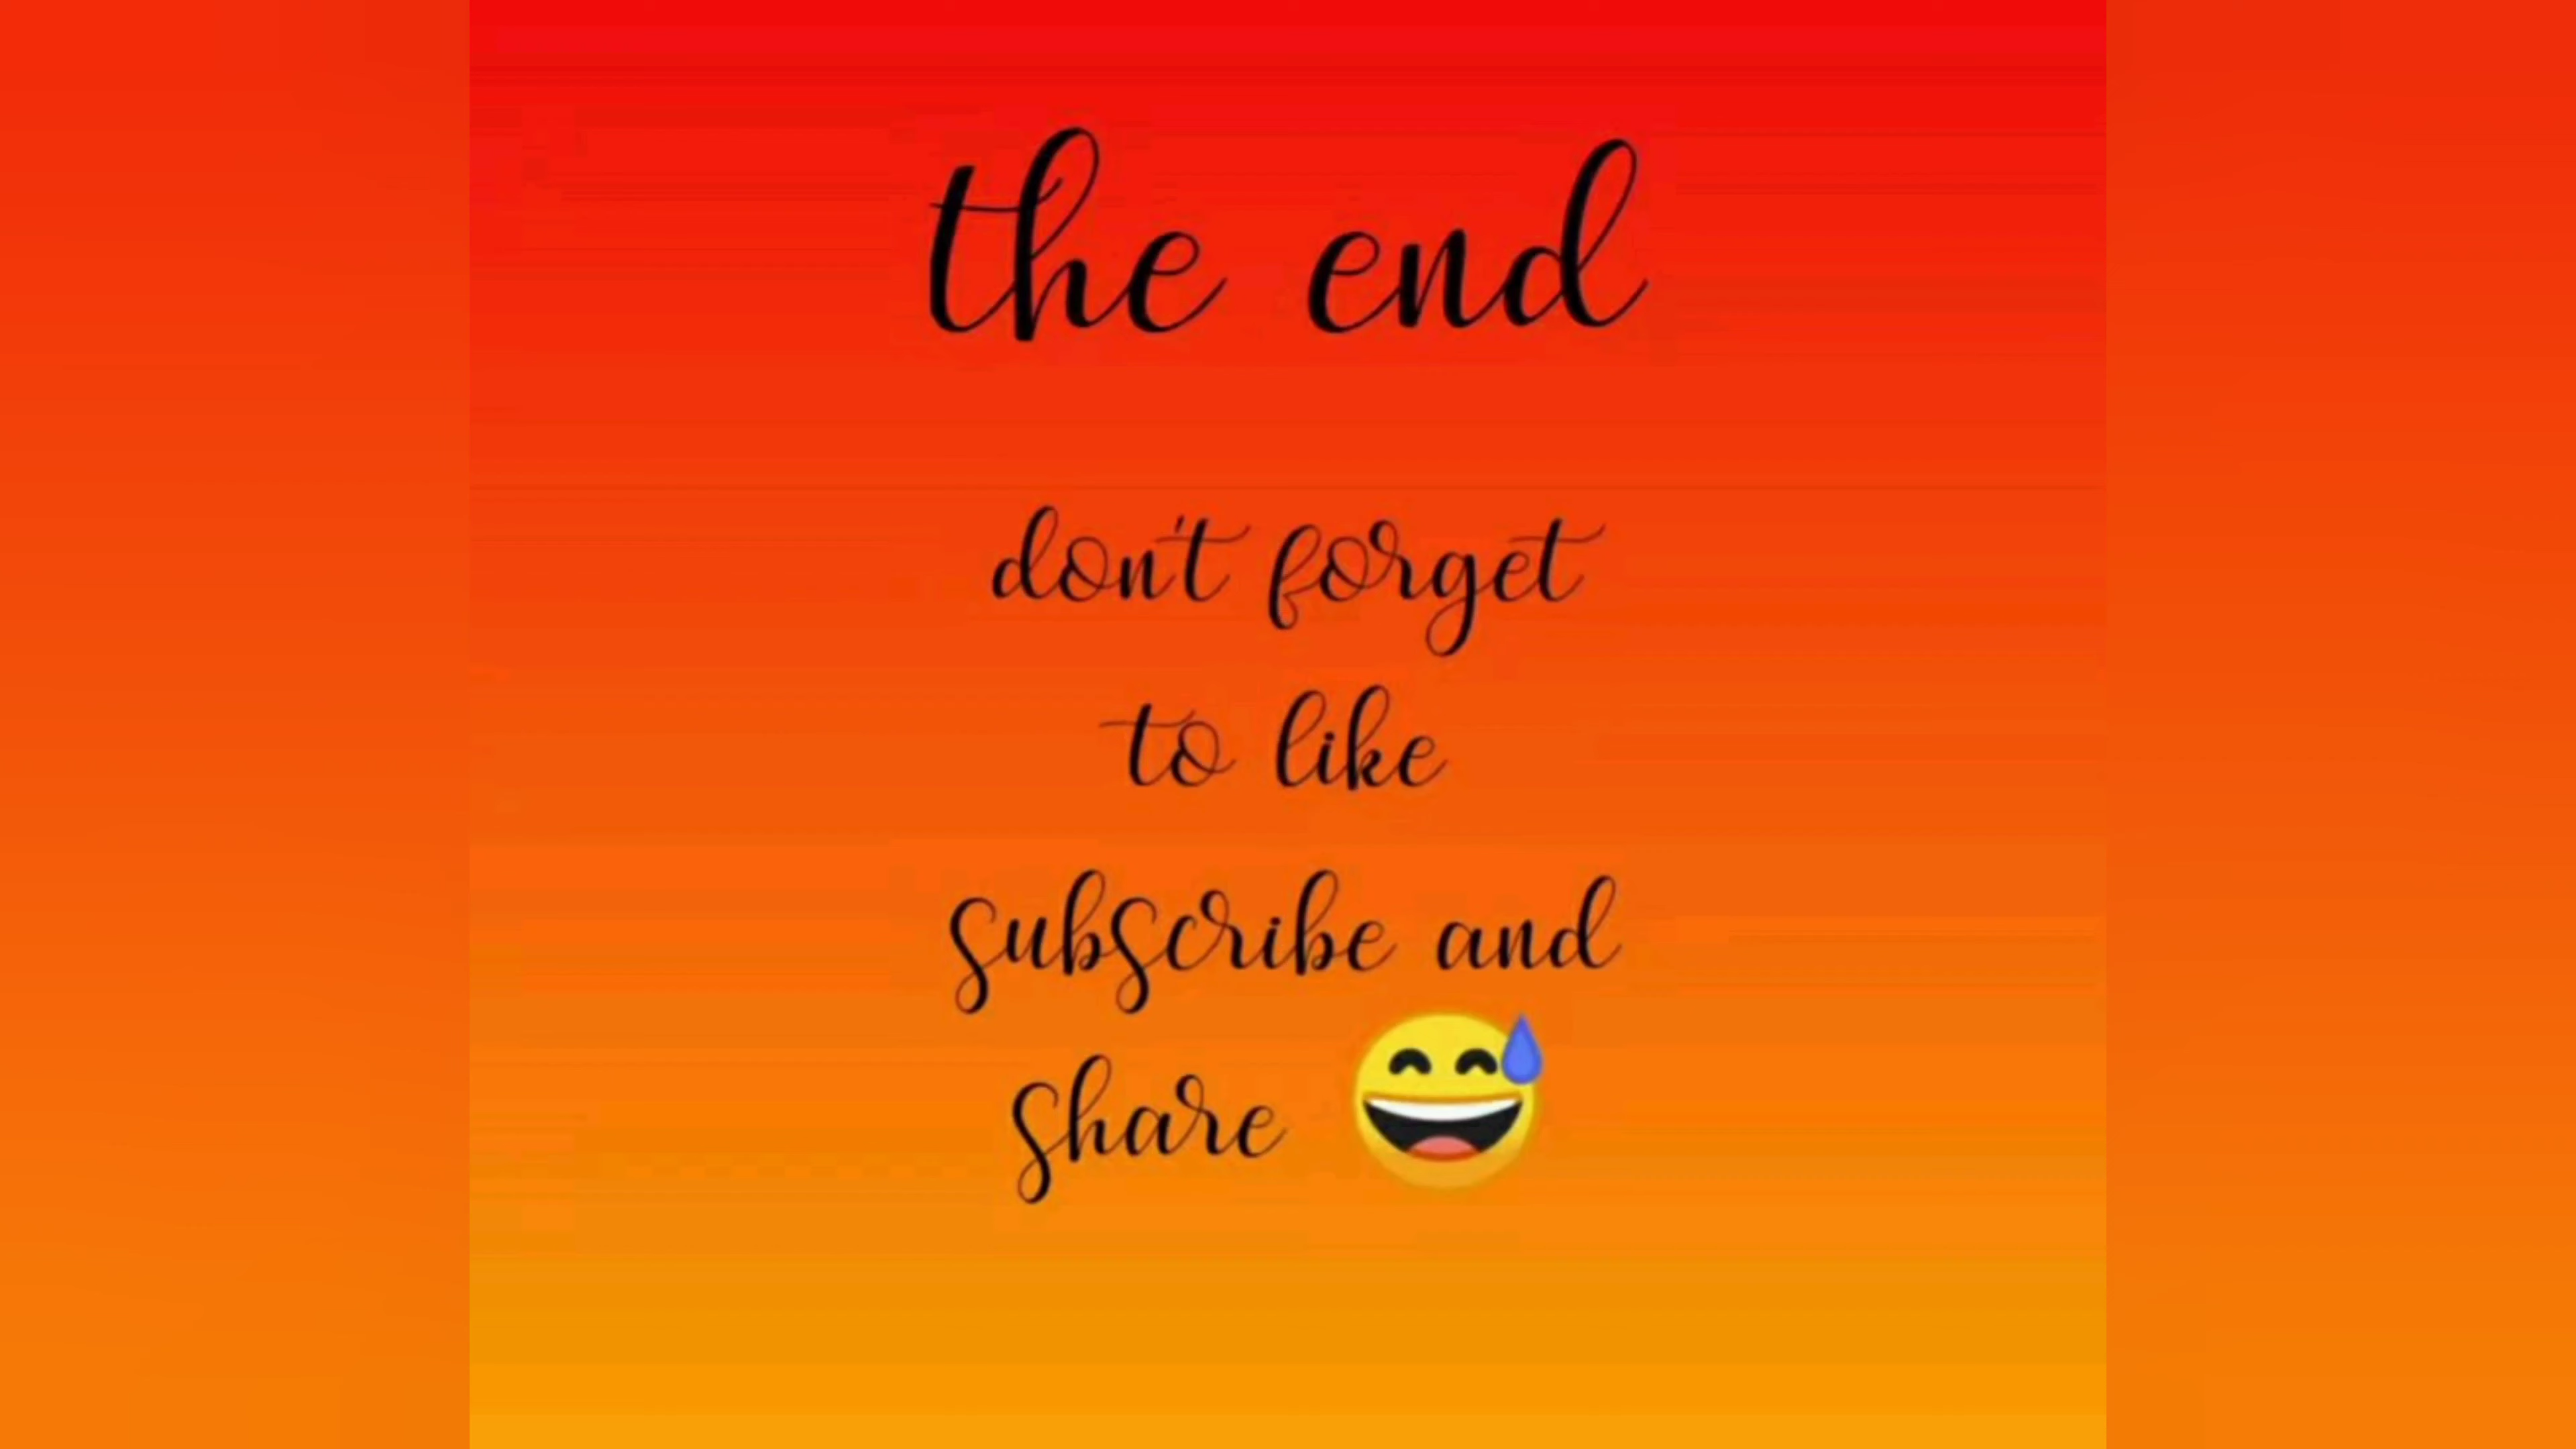 the end
don't forget
to like
subscribe and
share 😅